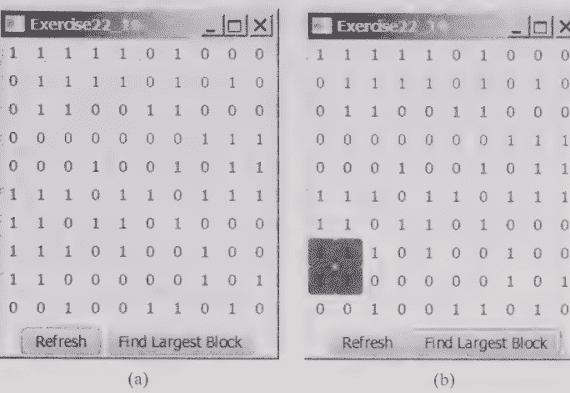 Exercise22
1 1 1 1 1 0 1 0 0 0
0 1 1 1 1 0 1 0 1 0
0 1 1 0 0 1 1 0 0 0
0 0 0 0 0 0 0 1 1 1
0 0 0 1 0 0 1 0 1 1
1 1 1 0 1 1 0 1 1 1
1 1 0 1 1 0 1 0 0 0
1 1 1 0 1 0 0 1 0 0
1 1 0 0 0 0 0 1 0 1
0 0 1 0 0 1 1 0 1 0
Refresh Find Largest Block
(a)
Exercise22
1 1 1 1 1 0 1 0 0 0
0 1 1 1 1 0 1 0 1 0
0 1 1 0 0 1 1 0 0 0
0 0 0 0 0 0 0 1 1 1
0 0 0 1 0 0 1 0 1 1
1 1 1 0 1 1 0 1 1 1
1 1 0 1 1 0 1 0 0 0
1 0 1 0 0 1 0 0
0 0 0 0 0 1 0 1
0 0 1 0 0 1 1 0 1 0
Refresh Find Largest Block
(b)